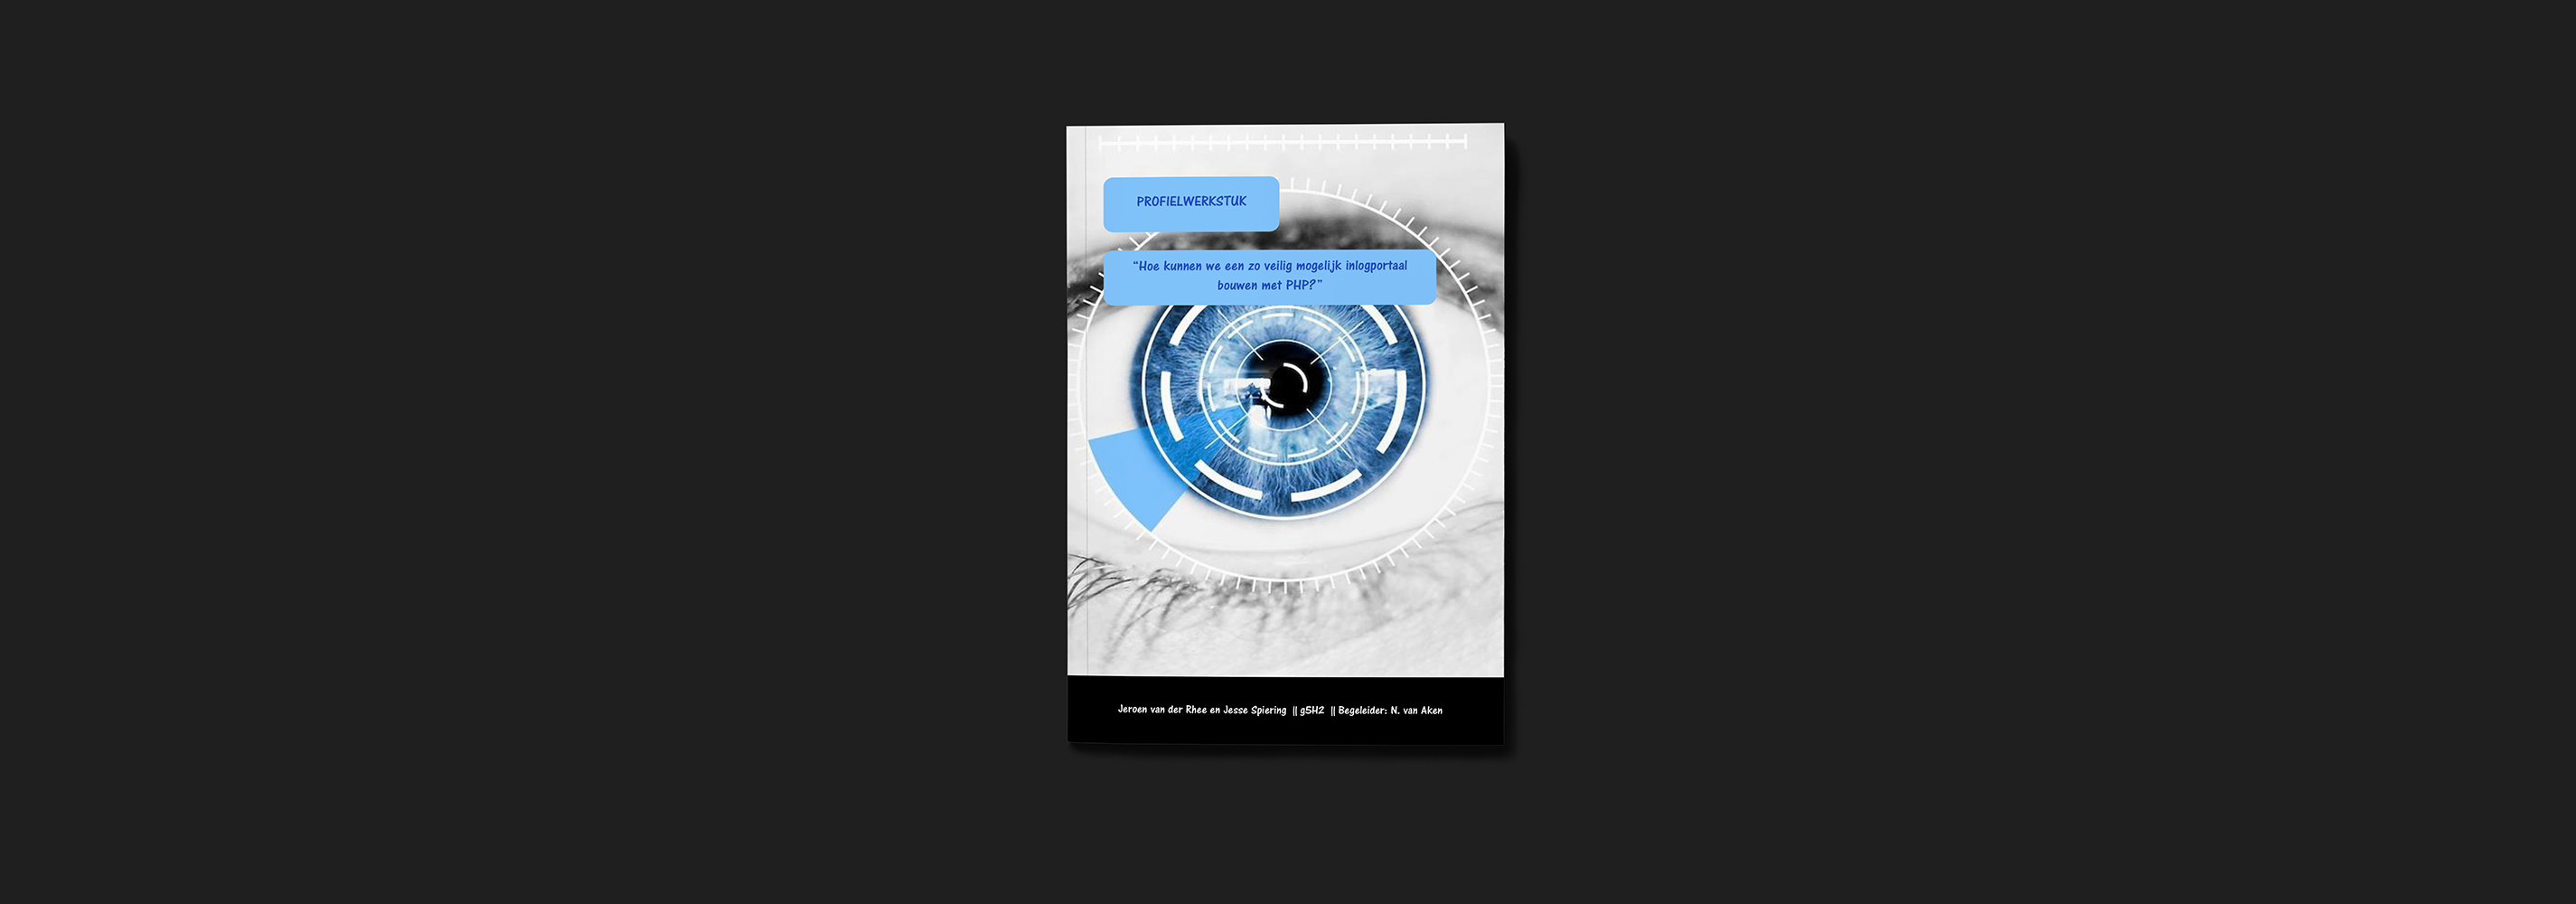 PROFIELWERKSTUK
“Hoe kunnen we een zo veilig mogelijk inlogportaal
bouwen met PHP?”
Jeroen van der Rhee en Jesse Spiering || g5H2 || Begeleider: N. van Aken